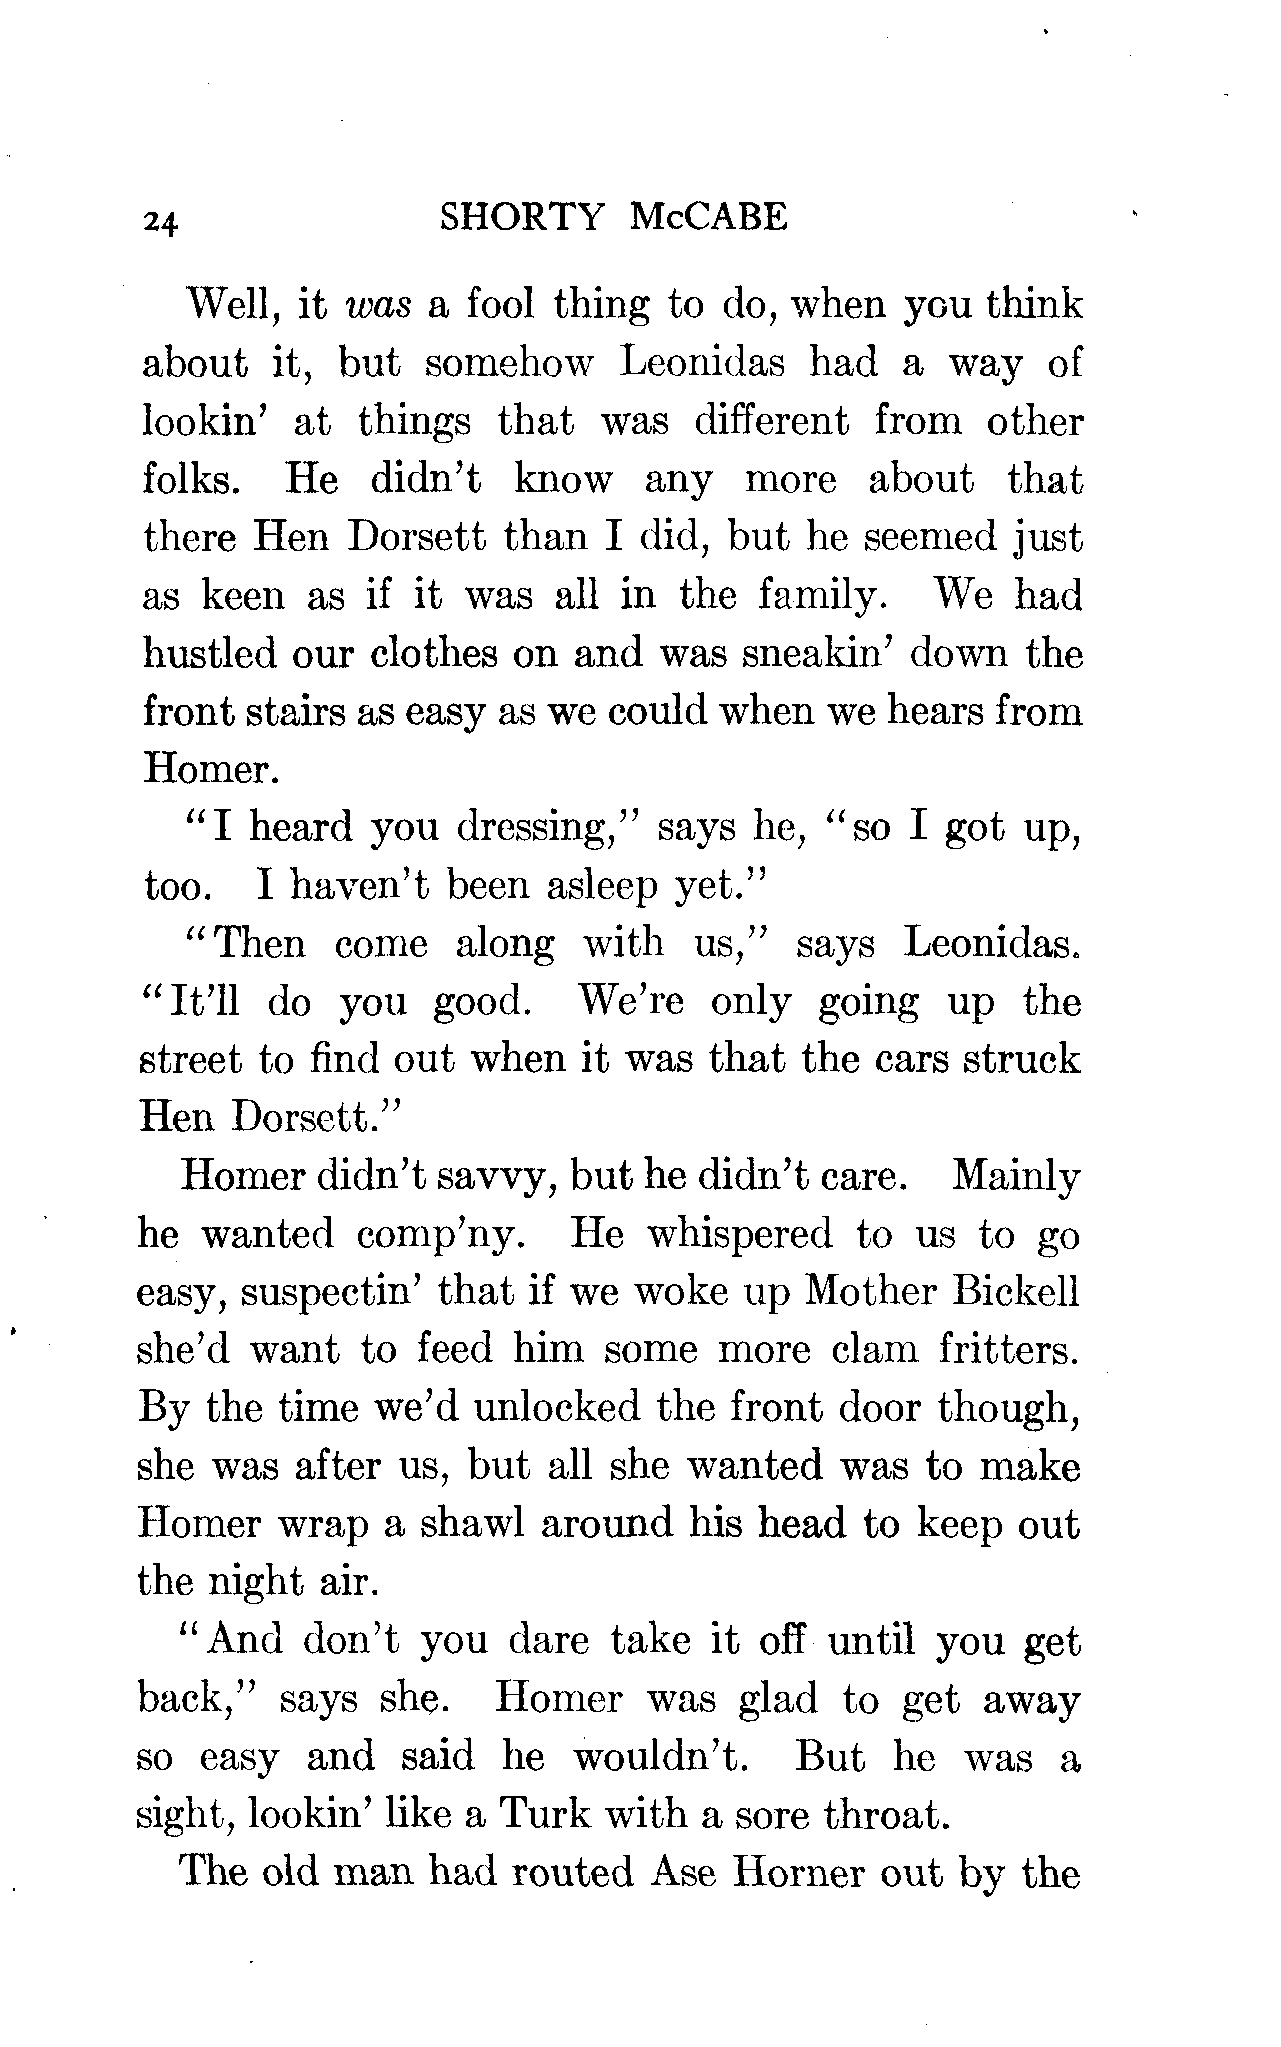 24 SHORTY McCABE
Well, it was a fool thing to do, when you think
about it, but somehow Leonidas had a way of
lookin' at things that was different from other
folks. He didn't know any more about that
there Hen Dorsett than I did, but he seemed just
as keen as if it was all in the family. We had
hustled our clothes on and was sneakin' down the
front stairs as easy as we could when we hears from
Homer.
"I heard you dressing," says he, "so I got up,
too. I haven't been asleep yet."
"Then come along with us," says Leonidas.
"It'll do you good. We're only going up the
street to find out when it was that the cars struck
Hen Dorsett."
Homer didn't savvy, but he didn't care. Mainly
he wanted comp'ny. He whispered to us to go
easy, suspectin' that if we woke up Mother Bickell
she'd want to feed him some more clam fritters.
By the time we'd unlocked the front door though,
she was after us, but all she wanted was to make
Homer wrap a shawl around his head to keep out
the night air.
"And don't you dare take it off until you get
back," says she. Homer was glad to get away
so easy and said he wouldn't. But he was a
sight, lookin' like a Turk with a sore throat.
The old man had routed Ase Horner out by the